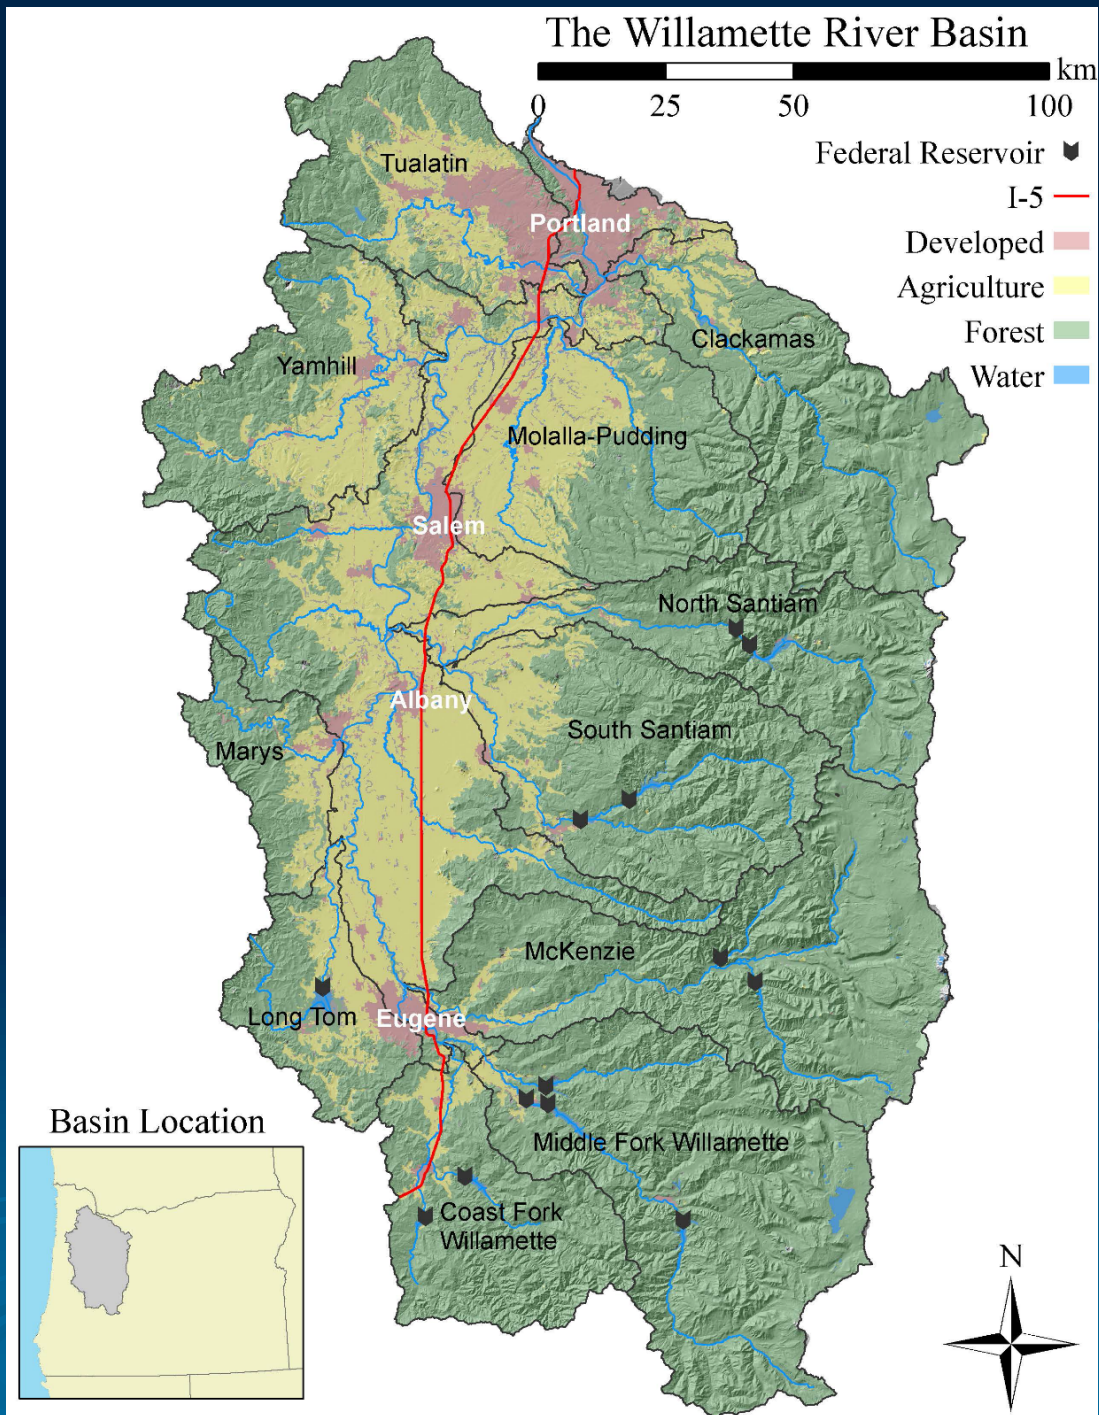 The Willamette River Basin
km
0 25 50 100
Federal Reservoir
I-5
Developed
Agriculture
Forest
Water
Tualatin
Portland
Clackamas
Yamhill
Molalla-Pudding
Salem
North Santiam
Albany
South Santiam
Marys
McKenzie
Long Tom
Eugene
Middle Fork Willamette
Coast Fork
Willamette
Basin Location
N